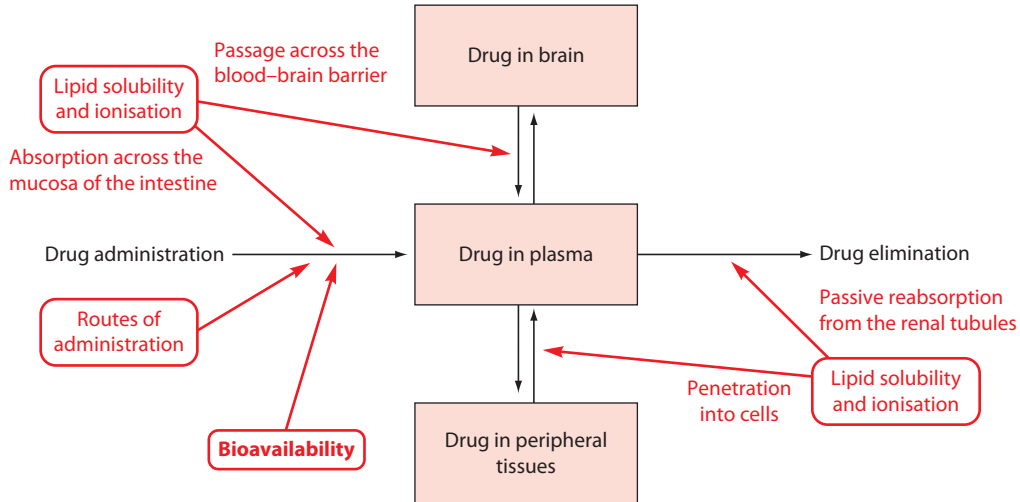 Drug in brain
Passage across the
blood–brain barrier
Lipid solubility
and ionisation
Absorption across the
mucosa of the intestine
Drug administration
Drug in plasma
Drug elimination
Routes of
administration
Passive reabsorption
from the renal tubules
Lipid solubility
and ionisation
Penetration
into cells
Bioavailability
Drug in peripheral
tissues